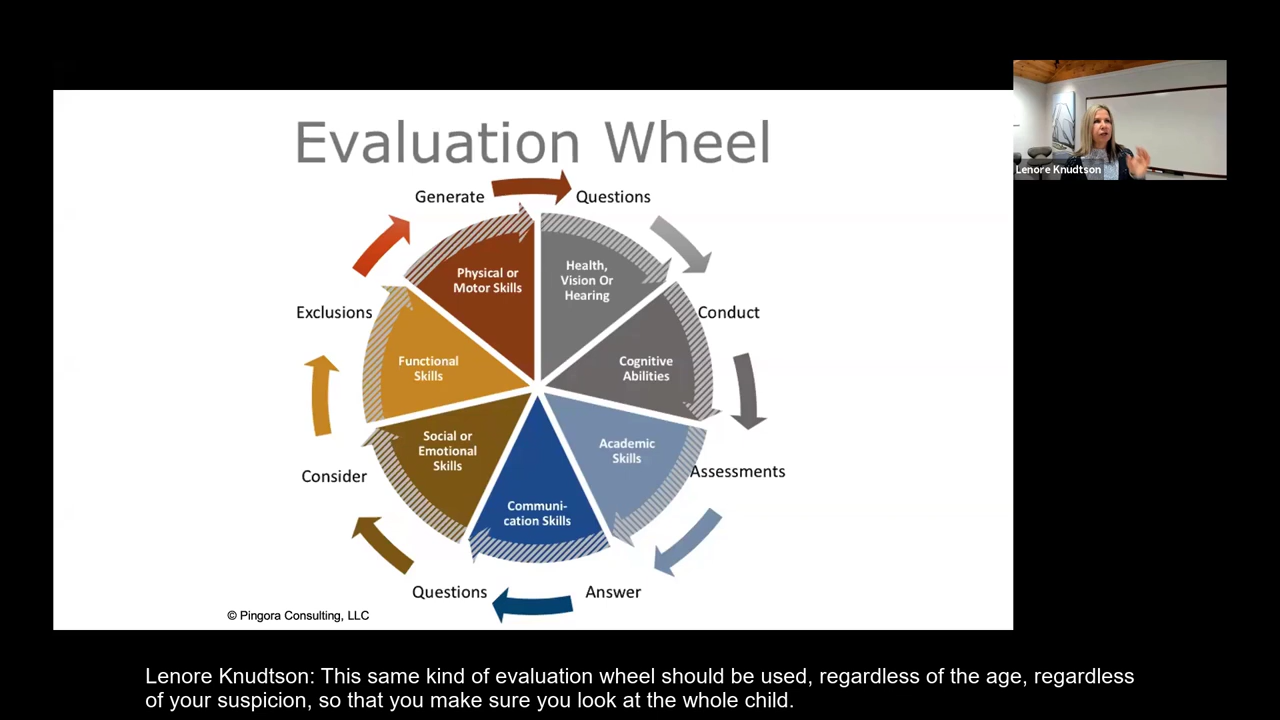 Evaluation Wheel
Generate
Questions
Physical or
Motor Skills
Health,
Vision Or
Hearing
Exclusions
Conduct
Functional
Skills
Cognitive
Abilities
Social or
Emotional
Skills
Academic
Skills
Consider
Assessments
Communi-
cation Skills
Questions
Answer
© Pingora Consulting, LLC
Lenore Knudtson
Lenore Knudtson: This same kind of evaluation wheel should be used, regardless of the age, regardless
of your suspicion, so that you make sure you look at the whole child.